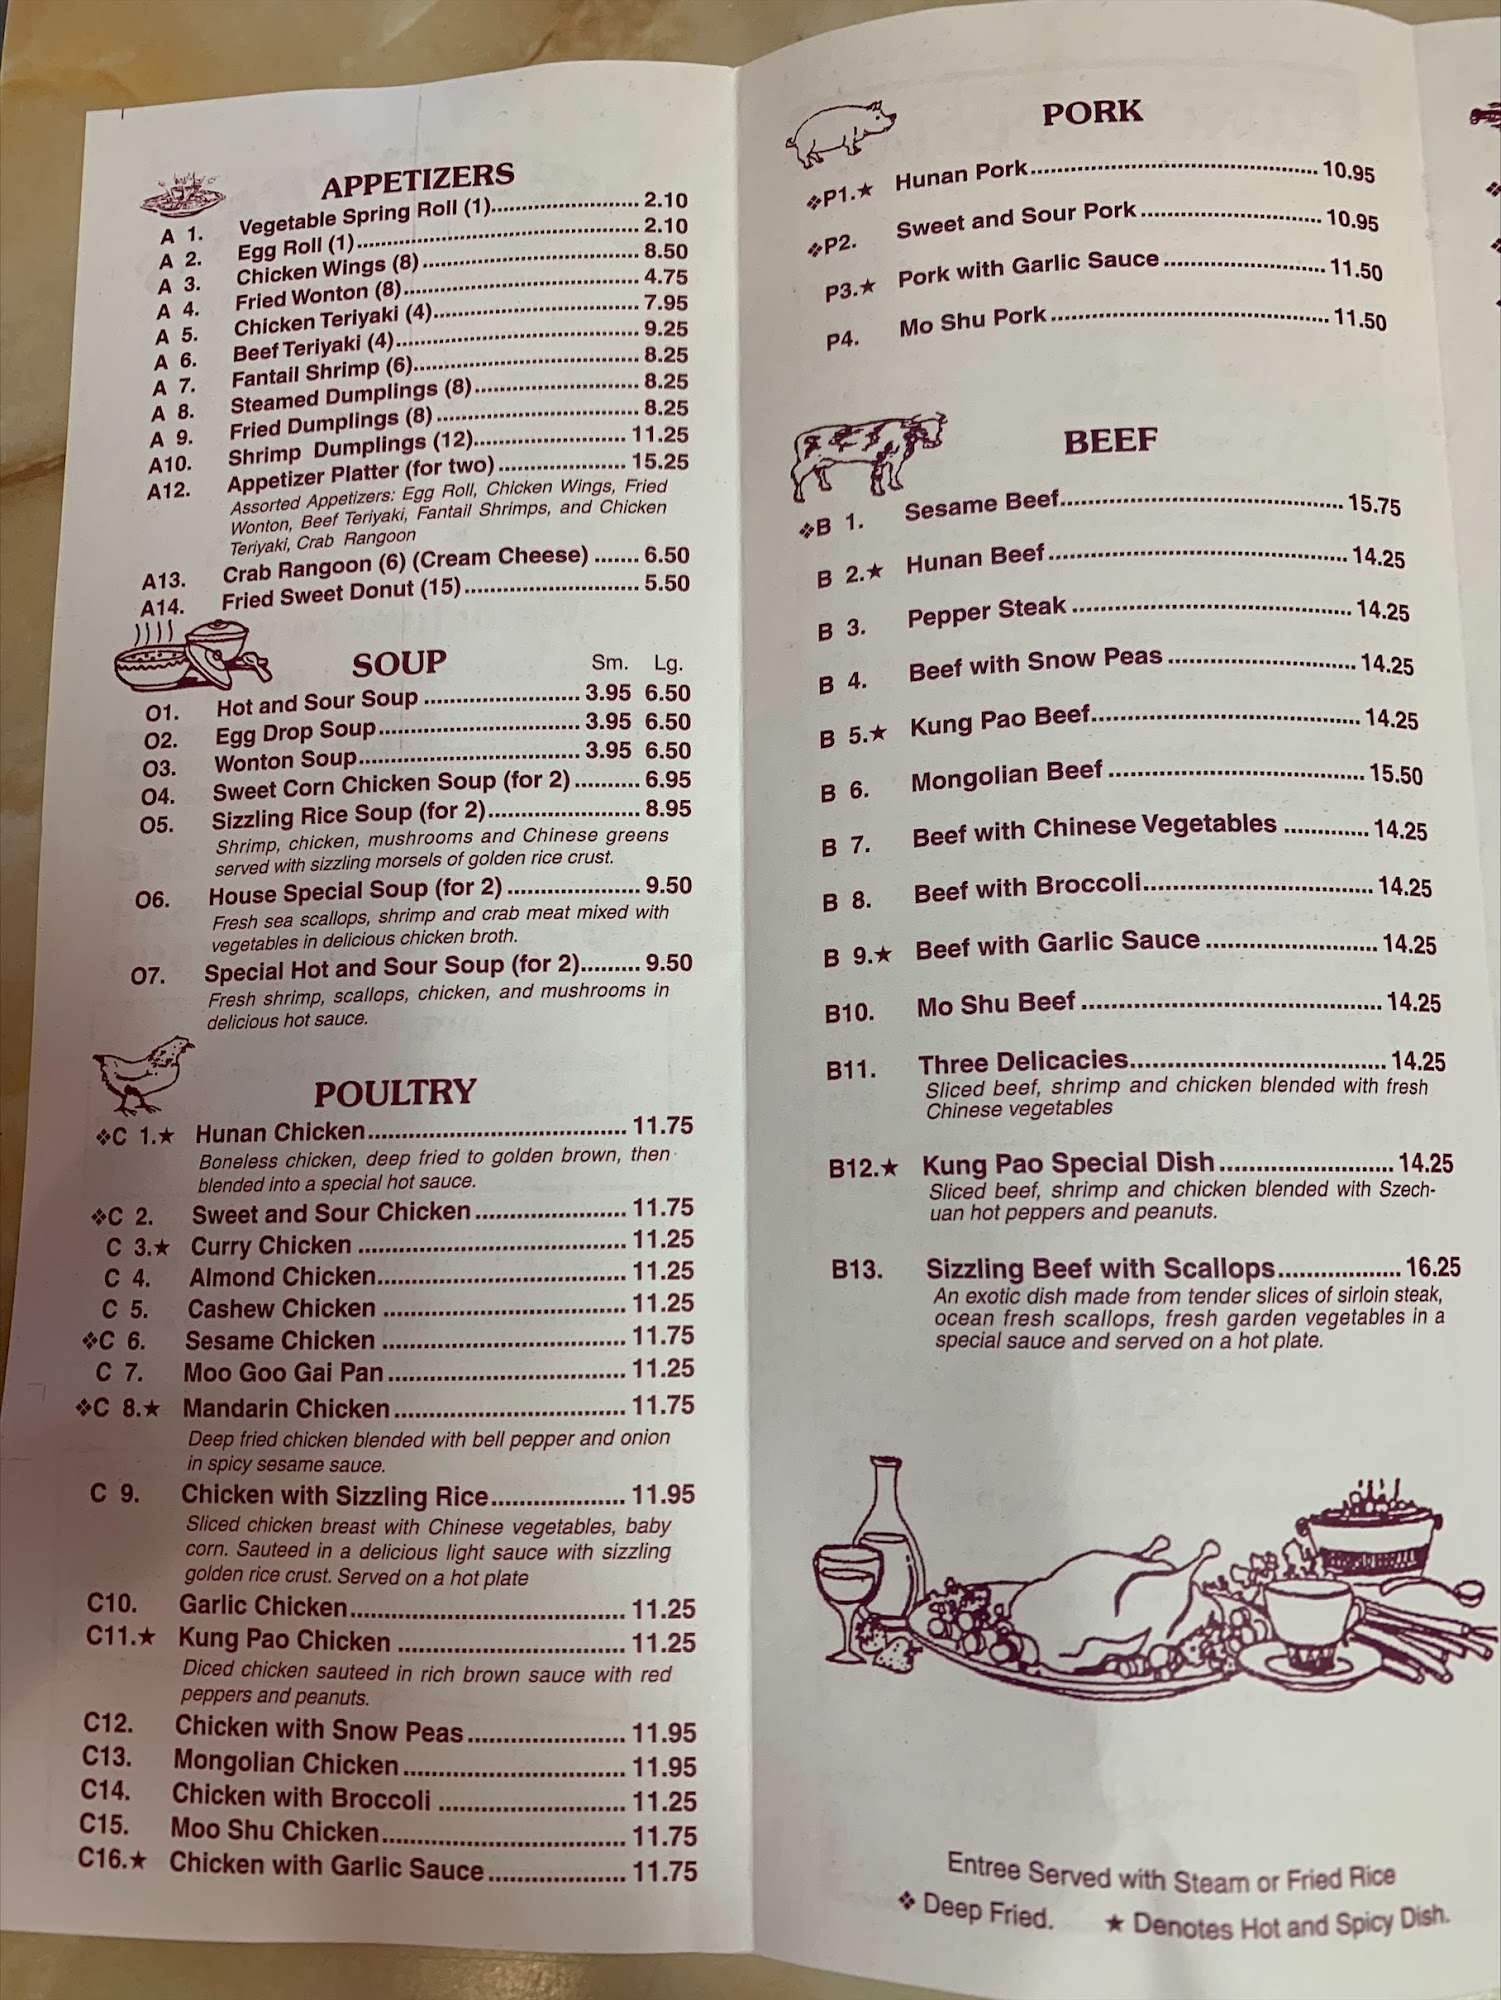 APPETIZERS
A 1. Vegetable Spring Roll (1)........................ 2.10
A 2. Egg Roll (1)................................................ 2.10
A 3. Chicken Wings (8)..................................... 8.50
A 4. Fried Wonton (8)........................................ 4.75
A 5. Chicken Teriyaki (4)................................... 7.95
A 6. Beef Teriyaki (4)......................................... 9.25
A 7. Fantail Shrimp (6)...................................... 8.25
A 8. Steamed Dumplings (8)............................. 8.25
A 9. Fried Dumplings (8)................................... 8.25
A10. Shrimp Dumplings (12)......................... 11.25
A12. Appetizer Platter (for two)..................... 15.25
Assorted Appetizers: Egg Roll, Chicken Wings, Fried
Wonton, Beef Teriyaki, Fantail Shrimps, and Chicken
Teriyaki, Crab Rangoon
A13. Crab Rangoon (6) (Cream Cheese) ....... 6.50
A14. Fried Sweet Donut (15)............................ 5.50
SOUP Sm. Lg.
O1. Hot and Sour Soup ......................... 3.95 6.50
O2. Egg Drop Soup................................ 3.95 6.50
O3. Wonton Soup................................... 3.95 6.50
O4. Sweet Corn Chicken Soup (for 2) .......... 6.95
O5. Sizzling Rice Soup (for 2)....................... 8.95
Shrimp, chicken, mushrooms and Chinese greens
served with sizzling morsels of golden rice crust.
O6. House Special Soup (for 2) .................... 9.50
Fresh sea scallops, shrimp and crab meat mixed with
vegetables in delicious chicken broth.
O7. Special Hot and Sour Soup (for 2)......... 9.50
Fresh shrimp, scallops, chicken, and mushrooms in
delicious hot sauce.
POULTRY
❖C 1.★ Hunan Chicken..................................... 11.75
Boneless chicken, deep fried to golden brown, then
blended into a special hot sauce.
❖C 2. Sweet and Sour Chicken...................... 11.75
C 3.★ Curry Chicken ...................................... 11.25
C 4. Almond Chicken................................... 11.25
C 5. Cashew Chicken .................................. 11.25
❖C 6. Sesame Chicken .................................. 11.75
C 7. Moo Goo Gai Pan................................. 11.25
❖C 8.★ Mandarin Chicken................................. 11.75
Deep fried chicken blended with bell pepper and onion
in spicy sesame sauce.
C 9. Chicken with Sizzling Rice................... 11.95
Sliced chicken breast with Chinese vegetables, baby
corn. Sauteed in a delicious light sauce with sizzling
golden rice crust. Served on a hot plate
C10. Garlic Chicken....................................... 11.25
C11.★ Kung Pao Chicken ................................ 11.25
Diced chicken sauteed in rich brown sauce with red
peppers and peanuts.
C12. Chicken with Snow Peas...................... 11.95
C13. Mongolian Chicken............................... 11.95
C14. Chicken with Broccoli .......................... 11.25
C15. Moo Shu Chicken.................................. 11.75
C16.★ Chicken with Garlic Sauce................... 11.75
PORK
❖P1.★ Hunan Pork........................................ 10.95
❖P2. Sweet and Sour Pork.......................... 10.95
P3.★ Pork with Garlic Sauce....................... 11.50
P4. Mo Shu Pork........................................ 11.50
BEEF
❖B 1. Sesame Beef........................................ 15.75
B 2.★ Hunan Beef.......................................... 14.25
B 3. Pepper Steak ....................................... 14.25
B 4. Beef with Snow Peas .......................... 14.25
B 5.★ Kung Pao Beef..................................... 14.25
B 6. Mongolian Beef ................................... 15.50
B 7. Beef with Chinese Vegetables ............ 14.25
B 8. Beef with Broccoli................................ 14.25
B 9.★ Beef with Garlic Sauce ........................ 14.25
B10. Mo Shu Beef ......................................... 14.25
B11. Three Delicacies................................... 14.25
Sliced beef, shrimp and chicken blended with fresh
Chinese vegetables
B12.★ Kung Pao Special Dish......................... 14.25
Sliced beef, shrimp and chicken blended with Szech-
uan hot peppers and peanuts.
B13. Sizzling Beef with Scallops................. 16.25
An exotic dish made from tender slices of sirloin steak,
ocean fresh scallops, fresh garden vegetables in a
special sauce and served on a hot plate.
Entree Served with Steam or Fried Rice
❖ Deep Fried. ★ Denotes Hot and Spicy Dish.